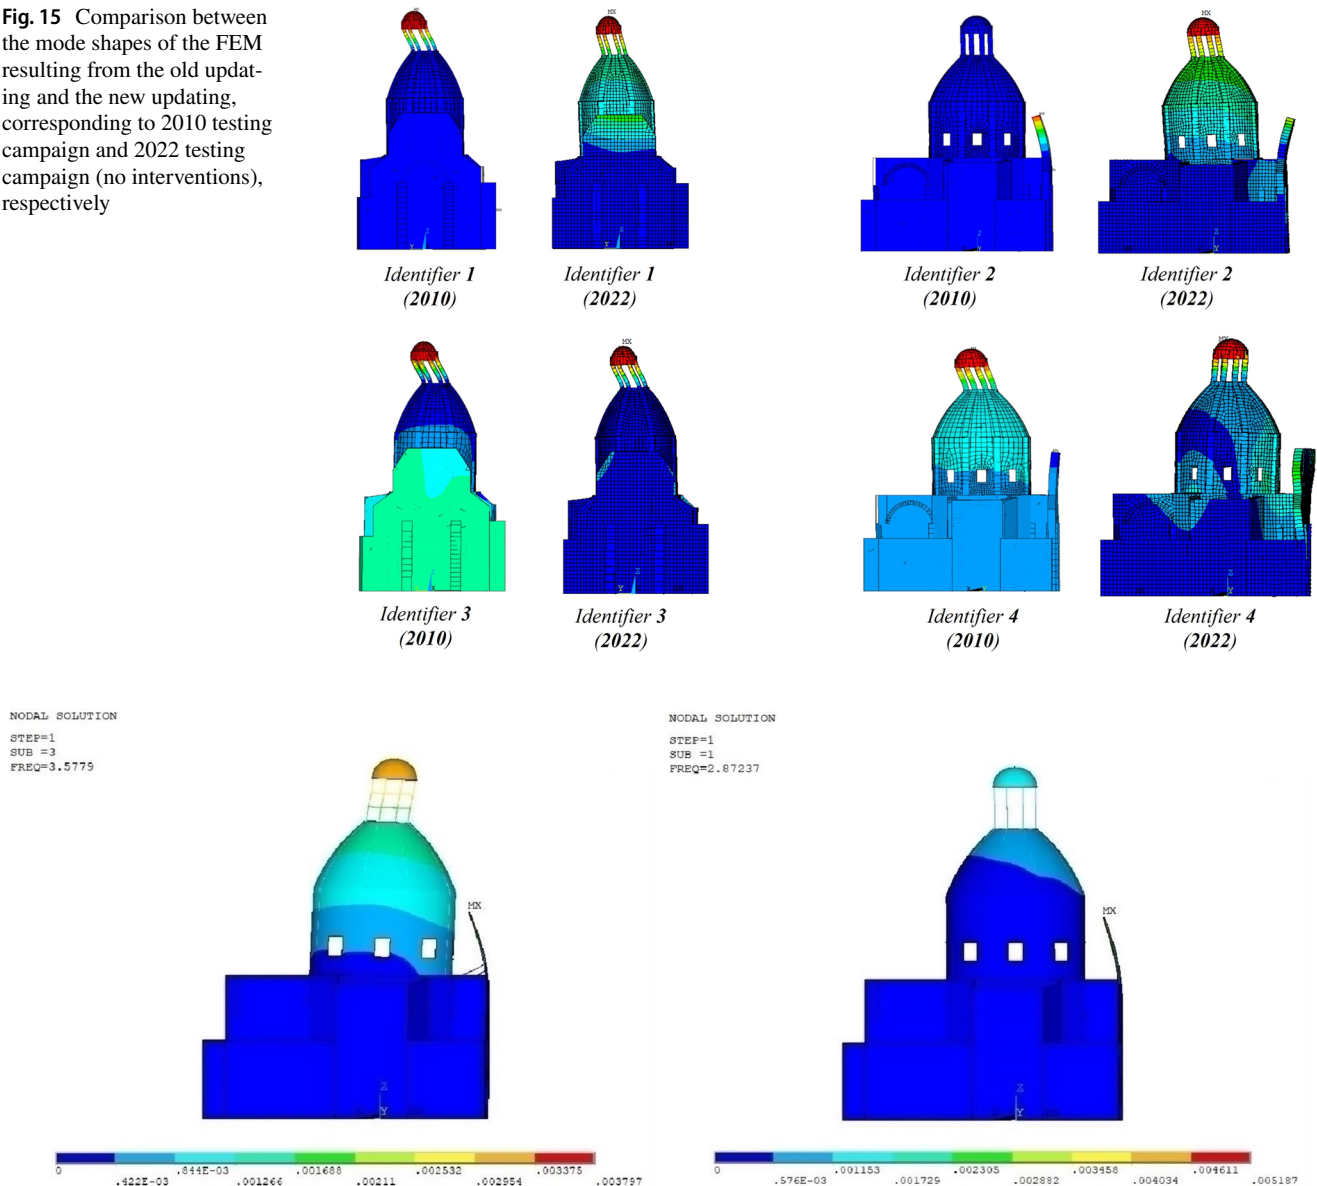 Fig. 15 Comparison between
the mode shapes of the FEM
resulting from the old updat-
ing and the new updating,
corresponding to 2010 testing
campaign and 2022 testing
campaign (no interventions),
respectively
MX
MX
Z
Y
Z
Y
Z
Z
Y
Identifier 1
(2010)
Identifier 1
(2022)
Identifier 2
(2010)
Identifier 2
(2022)
MX
MX
Z
X
Z
Y
Z
Y
Identifier 3
(2010)
Identifier 3
(2022)
Identifier 4
(2010)
Identifier 4
(2022)
NODAL SOLUTION
STEP=1
SUB =3
FREQ=3.5779
MX
Z
Y
0 .844E-03 .001688 .002532 .003375
.422E-03 .001266 .00211 .002954 .003797
NODAL SOLUTION
STEP=1
SUB =1
FREQ=2.87237
MX
Z
Y
0 .001153 .002305 .003458 .004611
.576E-03 .001729 .002882 .004034 .005187